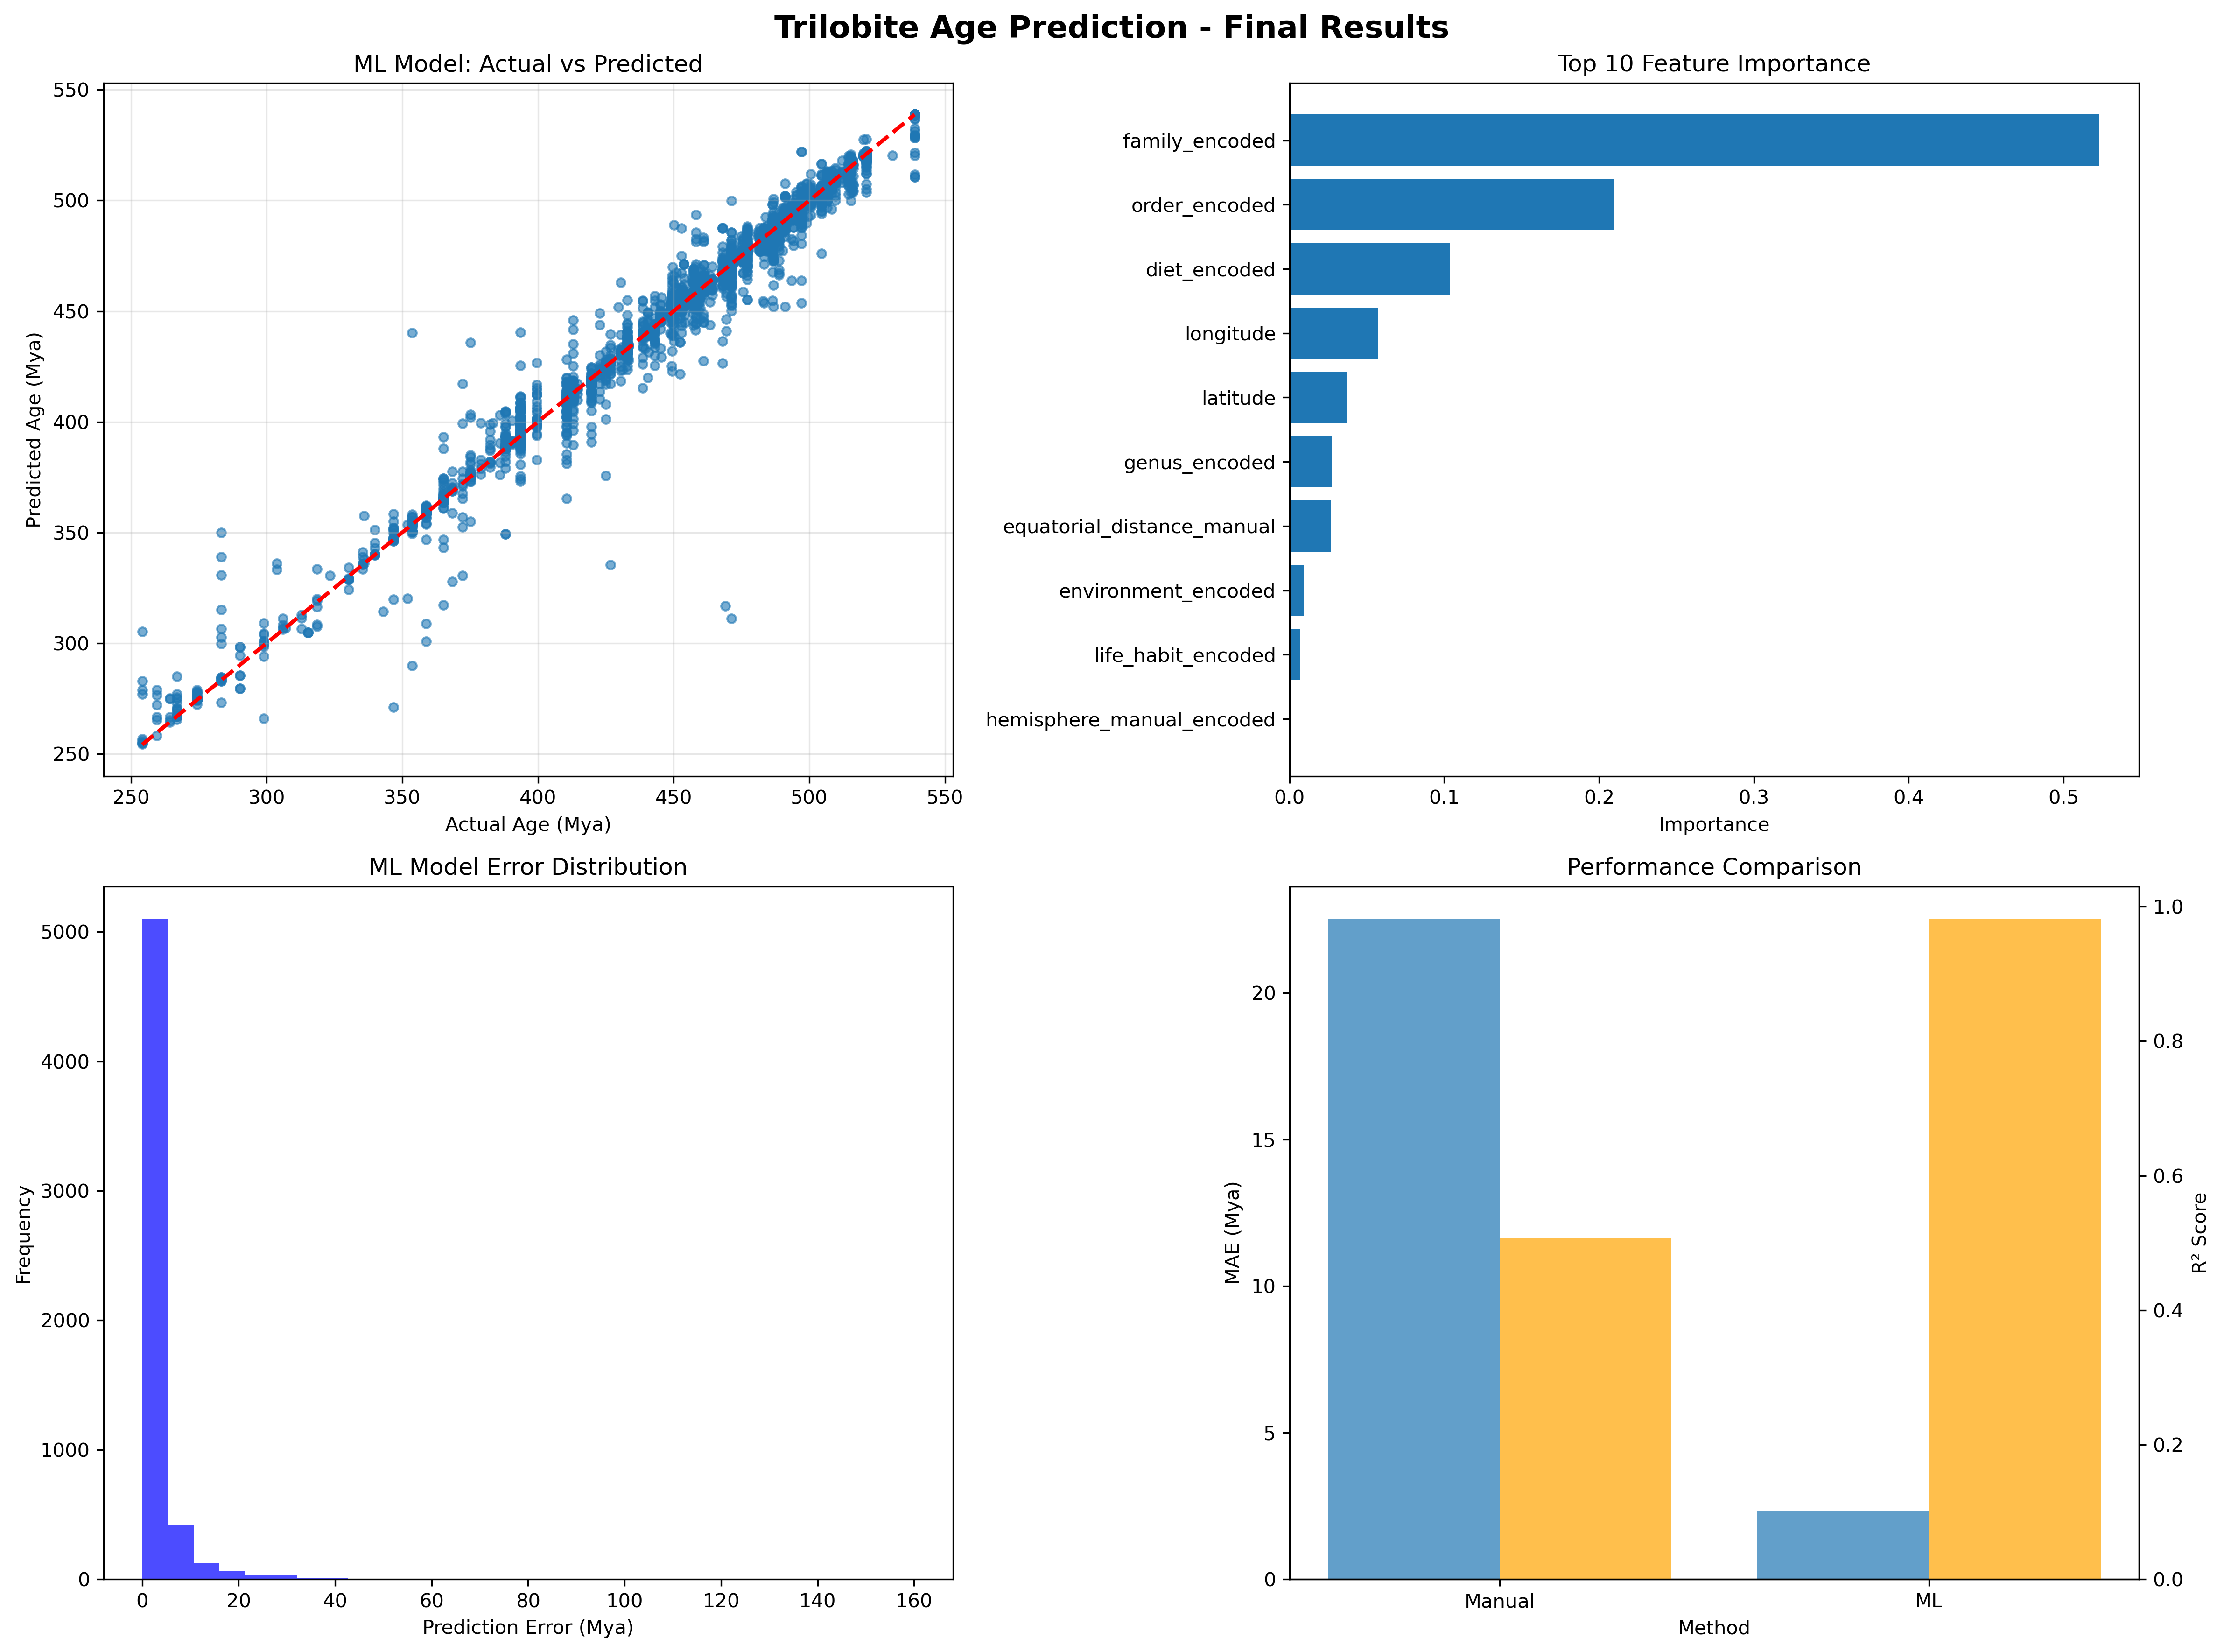 Trilobite Age Prediction - Final Results
ML Model: Actual vs Predicted
550
500
450
400
350
300
250
Predicted Age (Mya)
250 300 350 400 450 500 550
Actual Age (Mya)
Top 10 Feature Importance
family_encoded
order_encoded
diet_encoded
longitude
latitude
genus_encoded
equatorial_distance_manual
environment_encoded
life_habit_encoded
hemisphere_manual_encoded
0.0 0.1 0.2 0.3 0.4 0.5
Importance
ML Model Error Distribution
5000
4000
3000
2000
1000
0
Frequency
0 20 40 60 80 100 120 140 160
Prediction Error (Mya)
Performance Comparison
20
15
10
5
0
MAE (Mya)
1.0
0.8
0.6
0.4
0.2
0.0
R² Score
Manual ML
Method